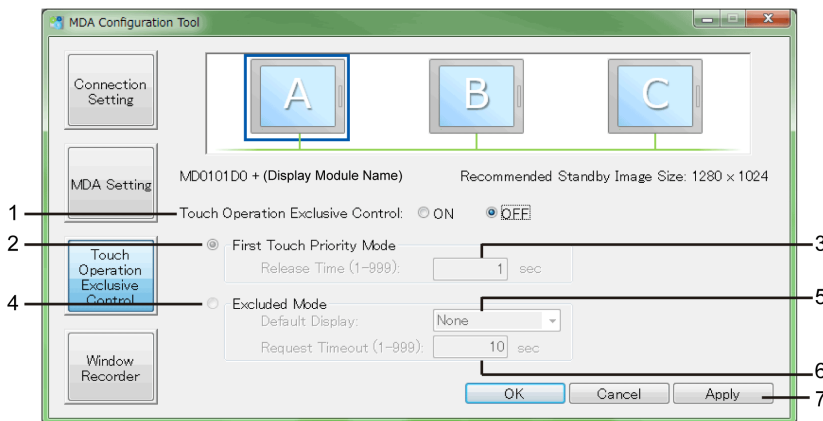 MDA Configuration Tool
Connection
Setting
A
B
C
MDA Setting
MD0101D0 + (Display Module Name)
Recommended Standby Image Size: 1280 × 1024
1
Touch Operation Exclusive Control:
ON
OFF
2
First Touch Priority Mode
3
Touch
Operation
Exclusive
Control
Release Time (1-999):
1
sec
4
Excluded Mode
5
Default Display:
None
Request Timeout (1-999):
10
sec
6
Window
Recorder
OK
Cancel
Apply
7